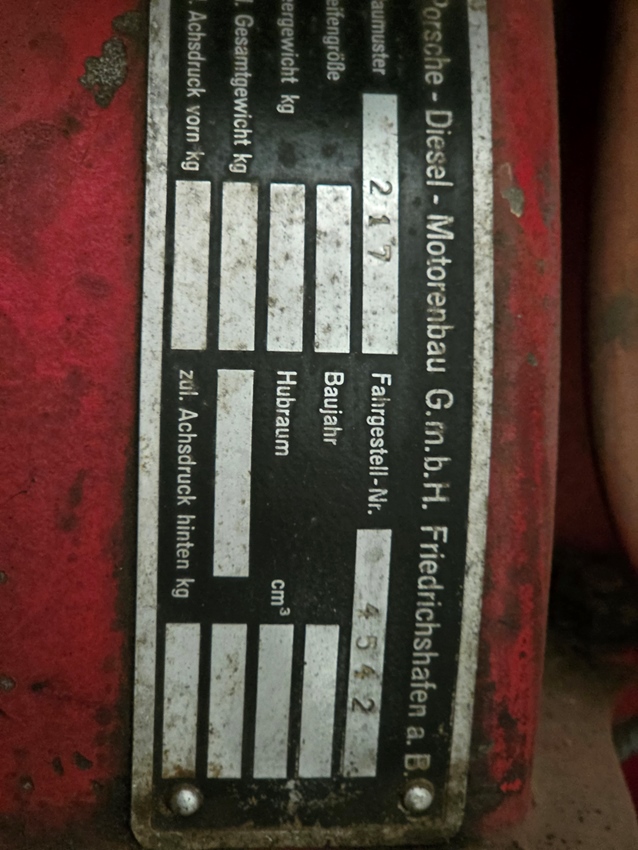 Porsche - Diesel - Motorenbau G.m.b.H. Friedrichshafen a. B.
aumuster 217 Fahrgestell-Nr. 4542
eifengröße Baujahr
ergewicht kg Hubraum cm³
l. Gesamtgewicht kg
. Achsdruck vorn kg zul. Achsdruck hinten kg